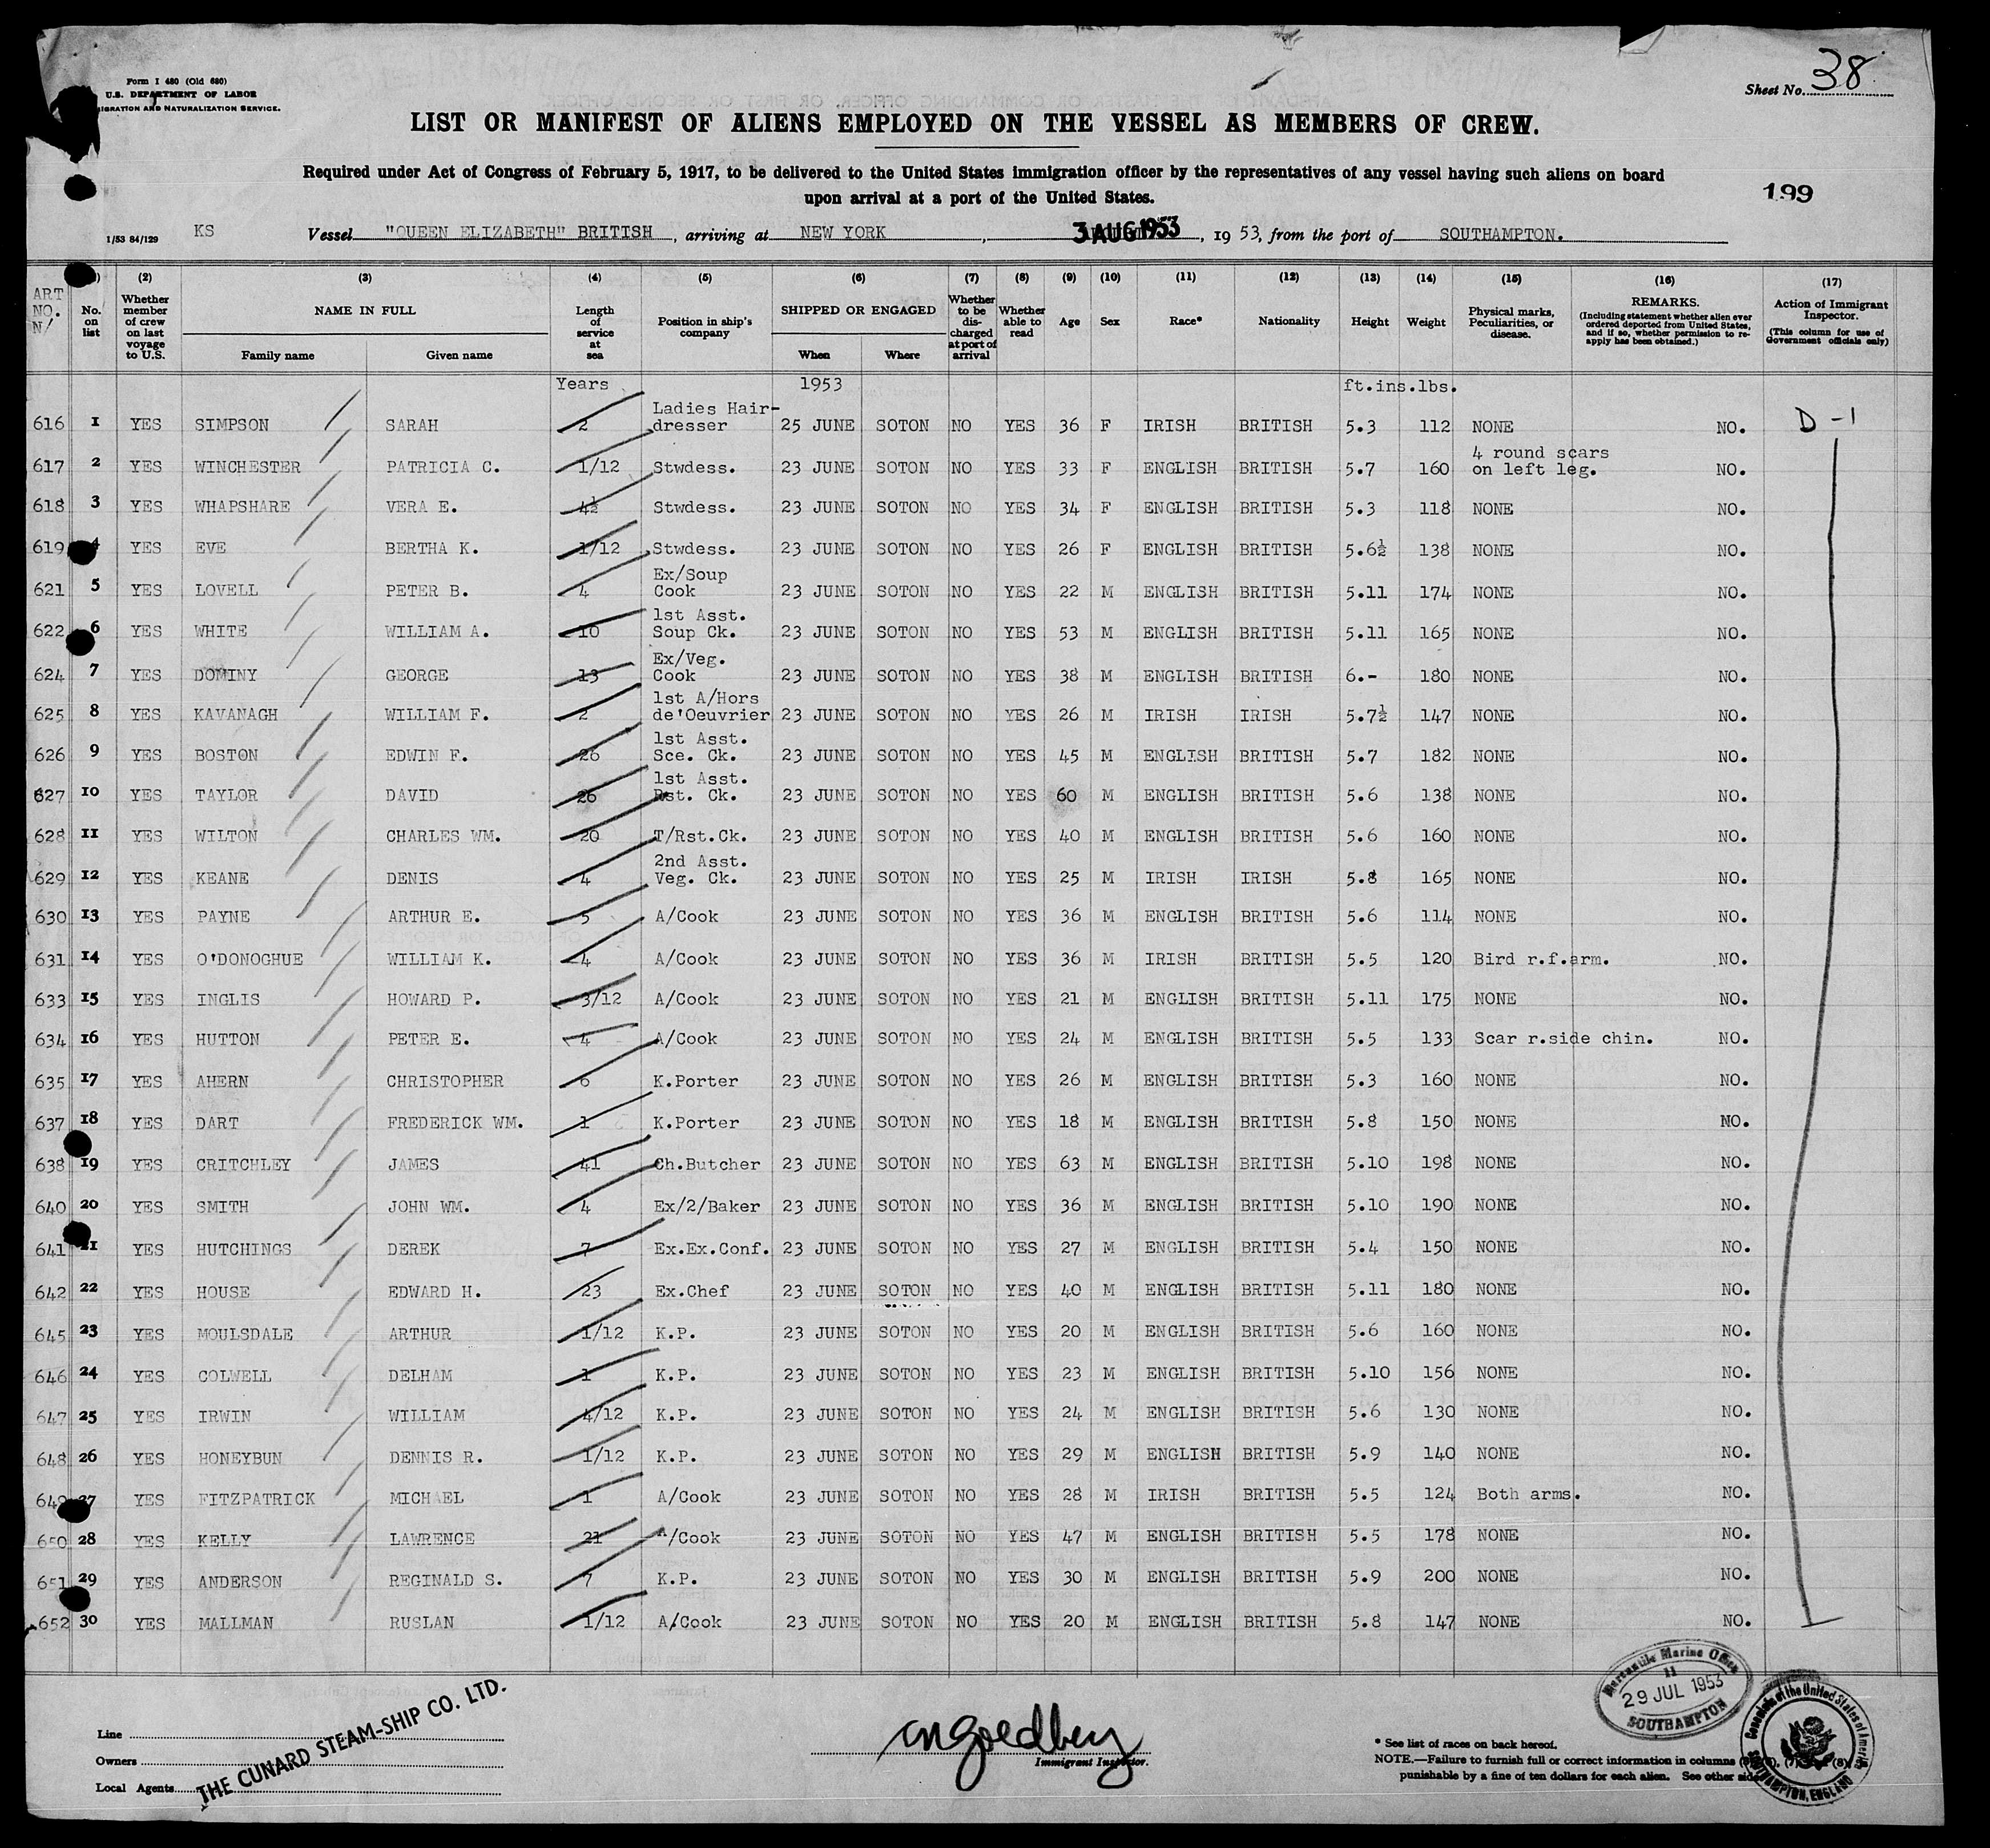 Form I 480 (Old 680)
U.S. DEPARTMENT OF LABOR
IGRATION AND NATURALIZATION SERVICE.
Sheet No. 38
LIST OR MANIFEST OF ALIENS EMPLOYED ON THE VESSEL AS MEMBERS OF CREW.
Required under Act of Congress of February 5, 1917, to be delivered to the United States immigration officer by the representatives of any vessel having such aliens on board
upon arrival at a port of the United States.
199
1/53 84/129 KS Vessel "QUEEN ELIZABETH" BRITISH, arriving at NEW YORK, 3 AUG 1953, 19 53, from the port of SOUTHAMPTON.
ART NO. N/ No. on list (2) Whether member of crew on last voyage to U.S. (3) NAME IN FULL Family name Given name (4) Length of service at sea (5) Position in ship's company (6) SHIPPED OR ENGAGED When Where (7) Whether to be discharged at port of arrival (8) Whether able to read (9) Age (10) Sex (11) Race* (12) Nationality (13) Height (14) Weight (15) Physical marks, Peculiarities, or disease. (16) REMARKS. (Including statement whether alien ever ordered deported from United States, and if so, whether permission to re-apply has been obtained.) (17) Action of Immigrant Inspector. (This column for use of Government officials only)
Years 1953 ft.ins.lbs.
616 1 YES SIMPSON SARAH 2 Ladies Hair-dresser 25 JUNE SOTON NO YES 36 F IRISH BRITISH 5.3 112 NONE NO. D-1
617 2 YES WINCHESTER PATRICIA C. 1/12 Stwdess. 23 JUNE SOTON NO YES 33 F ENGLISH BRITISH 5.7 160 4 round scars on left leg. NO.
618 3 YES WHAPSHARE VERA E. 4½ Stwdess. 23 JUNE SOTON NO YES 34 F ENGLISH BRITISH 5.3 118 NONE NO.
619 4 YES EVE BERTHA K. 1/12 Stwdess. 23 JUNE SOTON NO YES 26 F ENGLISH BRITISH 5.6½ 138 NONE NO.
621 5 YES LOVELL PETER B. 4 Ex/Soup Cook 23 JUNE SOTON NO YES 22 M ENGLISH BRITISH 5.11 174 NONE NO.
622 6 YES WHITE WILLIAM A. 10 1st Asst. Soup Ck. 23 JUNE SOTON NO YES 53 M ENGLISH BRITISH 5.11 165 NONE NO.
624 7 YES DOMINY GEORGE 13 Ex/Veg. Cook 23 JUNE SOTON NO YES 38 M ENGLISH BRITISH 6.- 180 NONE NO.
625 8 YES KAVANAGH WILLIAM F. 2 1st A/Hors de'Oeuvrier 23 JUNE SOTON NO YES 26 M IRISH IRISH 5.7½ 147 NONE NO.
626 9 YES BOSTON EDWIN F. 26 1st Asst. Sce. Ck. 23 JUNE SOTON NO YES 45 M ENGLISH BRITISH 5.7 182 NONE NO.
627 10 YES TAYLOR DAVID 26 1st Asst. Rst. Ck. 23 JUNE SOTON NO YES 60 M ENGLISH BRITISH 5.6 138 NONE NO.
628 11 YES WILTON CHARLES WM. 20 T/Rst.Ck. 23 JUNE SOTON NO YES 40 M ENGLISH BRITISH 5.6 160 NONE NO.
629 12 YES KEANE DENIS 4 2nd Asst. Veg. Ck. 23 JUNE SOTON NO YES 25 M IRISH IRISH 5.8 165 NONE NO.
630 13 YES PAYNE ARTHUR E. 5 A/Cook 23 JUNE SOTON NO YES 36 M ENGLISH BRITISH 5.6 114 NONE NO.
631 14 YES O'DONOGHUE WILLIAM K. 4 A/Cook 23 JUNE SOTON NO YES 36 M IRISH BRITISH 5.5 120 Bird r.f.arm. NO.
633 15 YES INGLIS HOWARD P. 3/12 A/Cook 23 JUNE SOTON NO YES 21 M ENGLISH BRITISH 5.11 175 NONE NO.
634 16 YES HUTTON PETER E. 4 A/Cook 23 JUNE SOTON NO YES 24 M ENGLISH BRITISH 5.5 133 Scar r.side chin. NO.
635 17 YES AHERN CHRISTOPHER 6 K.Porter 23 JUNE SOTON NO YES 26 M ENGLISH BRITISH 5.3 160 NONE NO.
637 18 YES DART FREDERICK WM. 1 K.Porter 23 JUNE SOTON NO YES 18 M ENGLISH BRITISH 5.8 150 NONE NO.
638 19 YES CRITCHLEY JAMES 41 Ch.Butcher 23 JUNE SOTON NO YES 63 M ENGLISH BRITISH 5.10 198 NONE NO.
640 20 YES SMITH JOHN WM. 4 Ex/2/Baker 23 JUNE SOTON NO YES 36 M ENGLISH BRITISH 5.10 190 NONE NO.
641 21 YES HUTCHINGS DEREK 7 Ex.Ex.Conf. 23 JUNE SOTON NO YES 27 M ENGLISH BRITISH 5.4 150 NONE NO.
642 22 YES HOUSE EDWARD H. 23 Ex.Chef 23 JUNE SOTON NO YES 40 M ENGLISH BRITISH 5.11 180 NONE NO.
645 23 YES MOULSDALE ARTHUR 1/12 K.P. 23 JUNE SOTON NO YES 20 M ENGLISH BRITISH 5.6 160 NONE NO.
646 24 YES COLWELL DELHAM 1 K.P. 23 JUNE SOTON NO YES 23 M ENGLISH BRITISH 5.10 156 NONE NO.
647 25 YES IRWIN WILLIAM 4/12 K.P. 23 JUNE SOTON NO YES 24 M ENGLISH BRITISH 5.6 130 NONE NO.
648 26 YES HONEYBUN DENNIS R. 1/12 K.P. 23 JUNE SOTON NO YES 29 M ENGLISH BRITISH 5.9 140 NONE NO.
649 27 YES FITZPATRICK MICHAEL 1 A/Cook 23 JUNE SOTON NO YES 28 M IRISH BRITISH 5.5 124 Both arms. NO.
650 28 YES KELLY LAWRENCE 21 A/Cook 23 JUNE SOTON NO YES 47 M ENGLISH BRITISH 5.5 178 NONE NO.
651 29 YES ANDERSON REGINALD S. 7 K.P. 23 JUNE SOTON NO YES 30 M ENGLISH BRITISH 5.9 200 NONE NO.
652 30 YES MALLMAN RUSLAN 1/12 A/Cook 23 JUNE SOTON NO YES 20 M ENGLISH BRITISH 5.8 147 NONE NO.
Mercantile Marine Office
11
29 JUL 1953
SOUTHAMPTON
Line
Owners
Local Agents
THE CUNARD STEAM-SHIP CO. LTD.
Immigrant Inspector.
* See list of races on back hereof.
NOTE.—Failure to furnish full or correct information in columns
punishable by a fine of ten dollars for each alien. See other side
Consulate of the United States of America
SOUTHAMPTON, ENGLAND